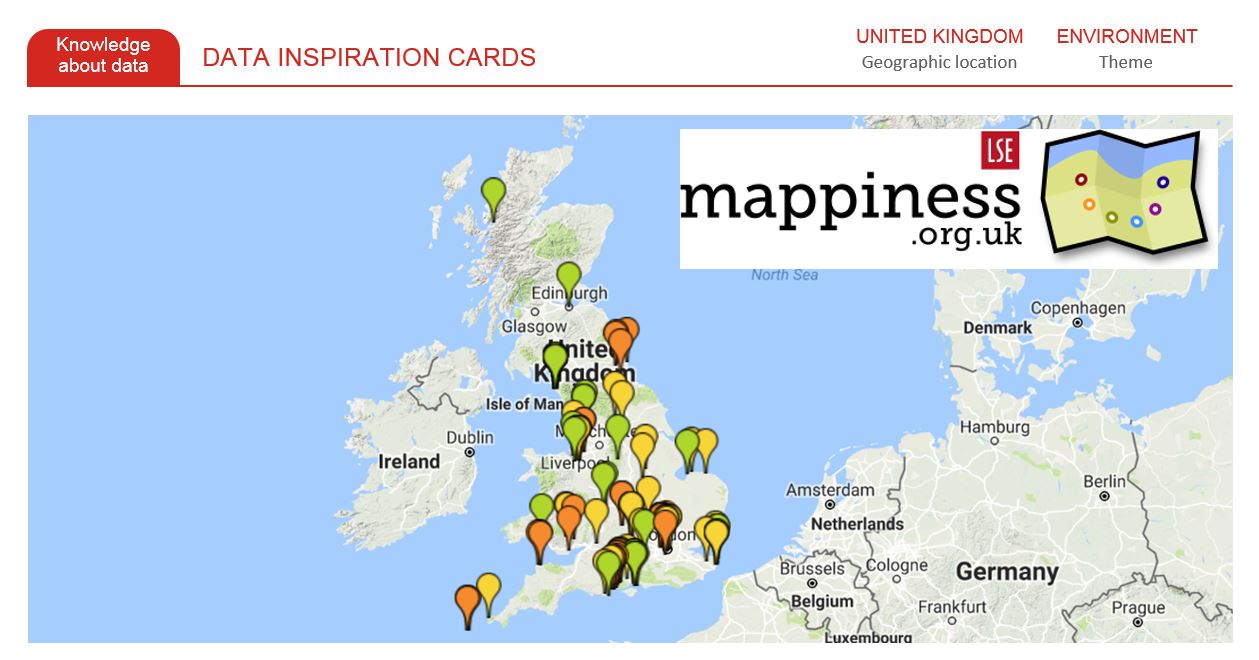 Knowledge
about data
DATA INSPIRATION CARDS
UNITED KINGDOM
Geographic location
ENVIRONMENT
Theme
LSE
mappiness
.org.uk
North Sea
Edinburgh
Glasgow
United
Kingdom
Isle of Man
Dublin
Ireland
Liverpool
Copenhagen
Denmark
Hamburg
Berlin
Amsterdam
Netherlands
Brussels
Cologne
Germany
Belgium
Frankfurt
Prague
Luxembourg